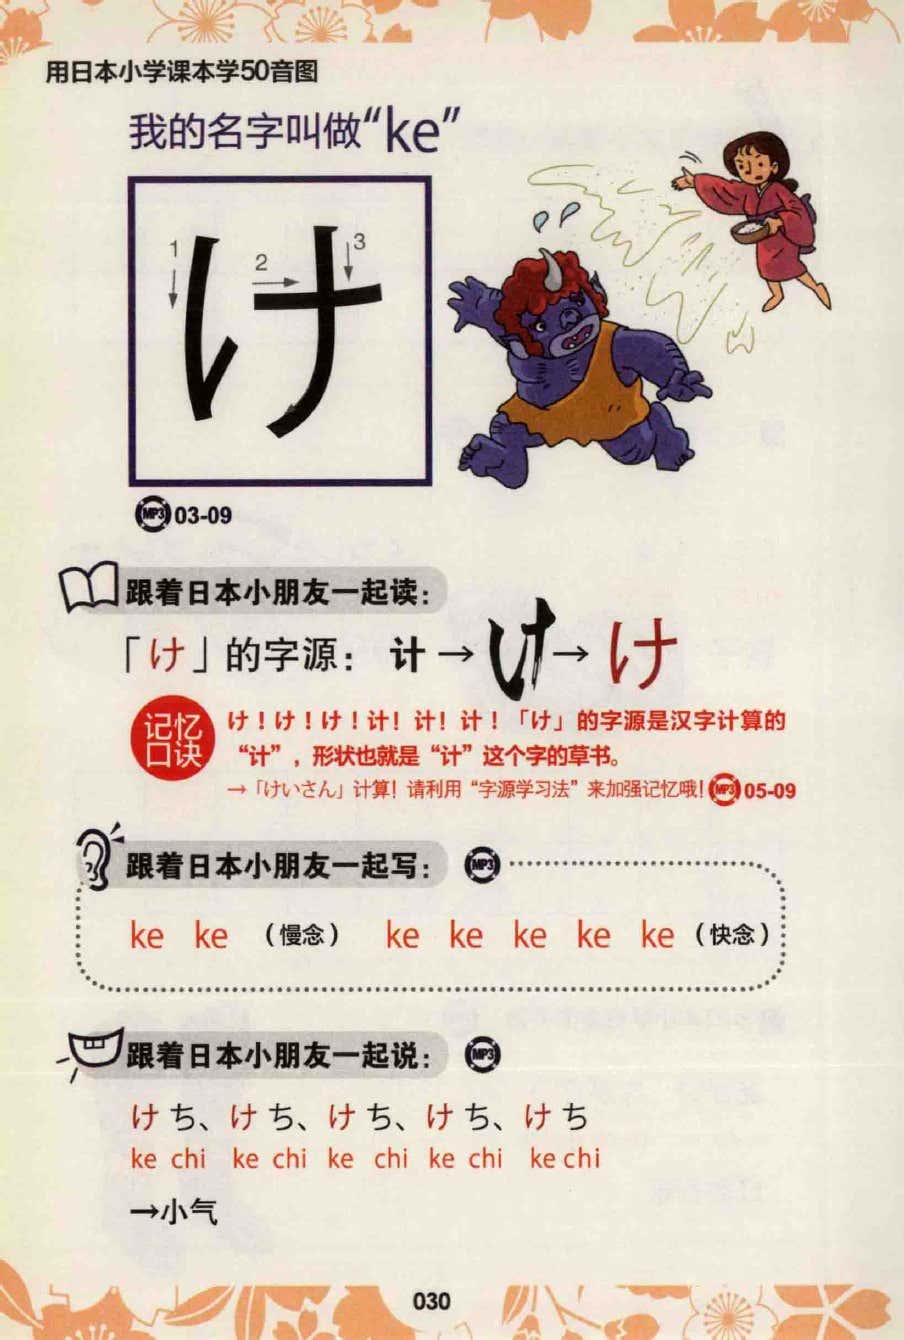 用日本小学课本学50音图
我的名字叫做“ke”
け
1
2
3
MP3 03-09
跟着日本小朋友一起读：
「け」的字源：计→け→け
记忆
口诀
け！け！け！计！计！计！「け」的字源是汉字计算的
“计”，形状也就是“计”这个字的草书。
→「けいさん」计算！请利用“字源学习法”来加强记忆哦！MP3 05-09
跟着日本小朋友一起写：MP3
ke ke （慢念） ke ke ke ke ke （快念）
跟着日本小朋友一起说：MP3
けち、けち、けち、けち、けち
ke chi ke chi ke chi ke chi ke chi
→小气
030